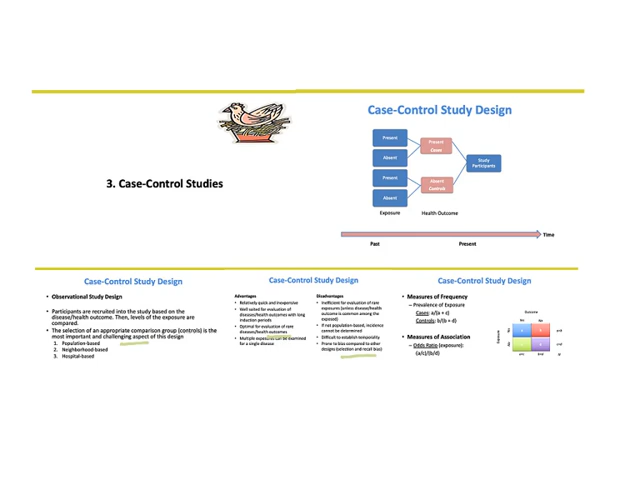 3. Case-Control Studies
Case-Control Study Design
Present
Absent
Present
Absent
Present
Cases
Absent
Controls
Study
Participants
Exposure
Health Outcome
Time
Past
Present
Case-Control Study Design
• Observational Study Design
• Participants are recruited into the study based on the
disease/health outcome. Then, levels of the exposure are
compared.
• The selection of an appropriate comparison group (controls) is the
most important and challenging aspect of this design
1. Population-based
2. Neighborhood-based
3. Hospital-based
Case-Control Study Design
Advantages
• Relatively quick and inexpensive
• Well suited for evaluation of
disease/health outcomes with long
induction periods
• Optimal for evaluation of rare
diseases/health outcomes
• Multiple exposures can be examined
for a single disease
Disadvantages
• Inefficient for evaluation of rare
exposures (unless disease/health
outcome is common among the
exposed)
• If not population based, incidence
cannot be determined
• Difficult to establish temporality
• Prone to bias compared to other
designs (selection and recall bias)
Case-Control Study Design
• Measures of Frequency
– Prevalence of Exposure
Cases: a/(a + c)
Controls: b/(b + d)
• Measures of Association
– Odds Ratio (exposure):
(a/c)/(b/d)
Outcome
Exposure